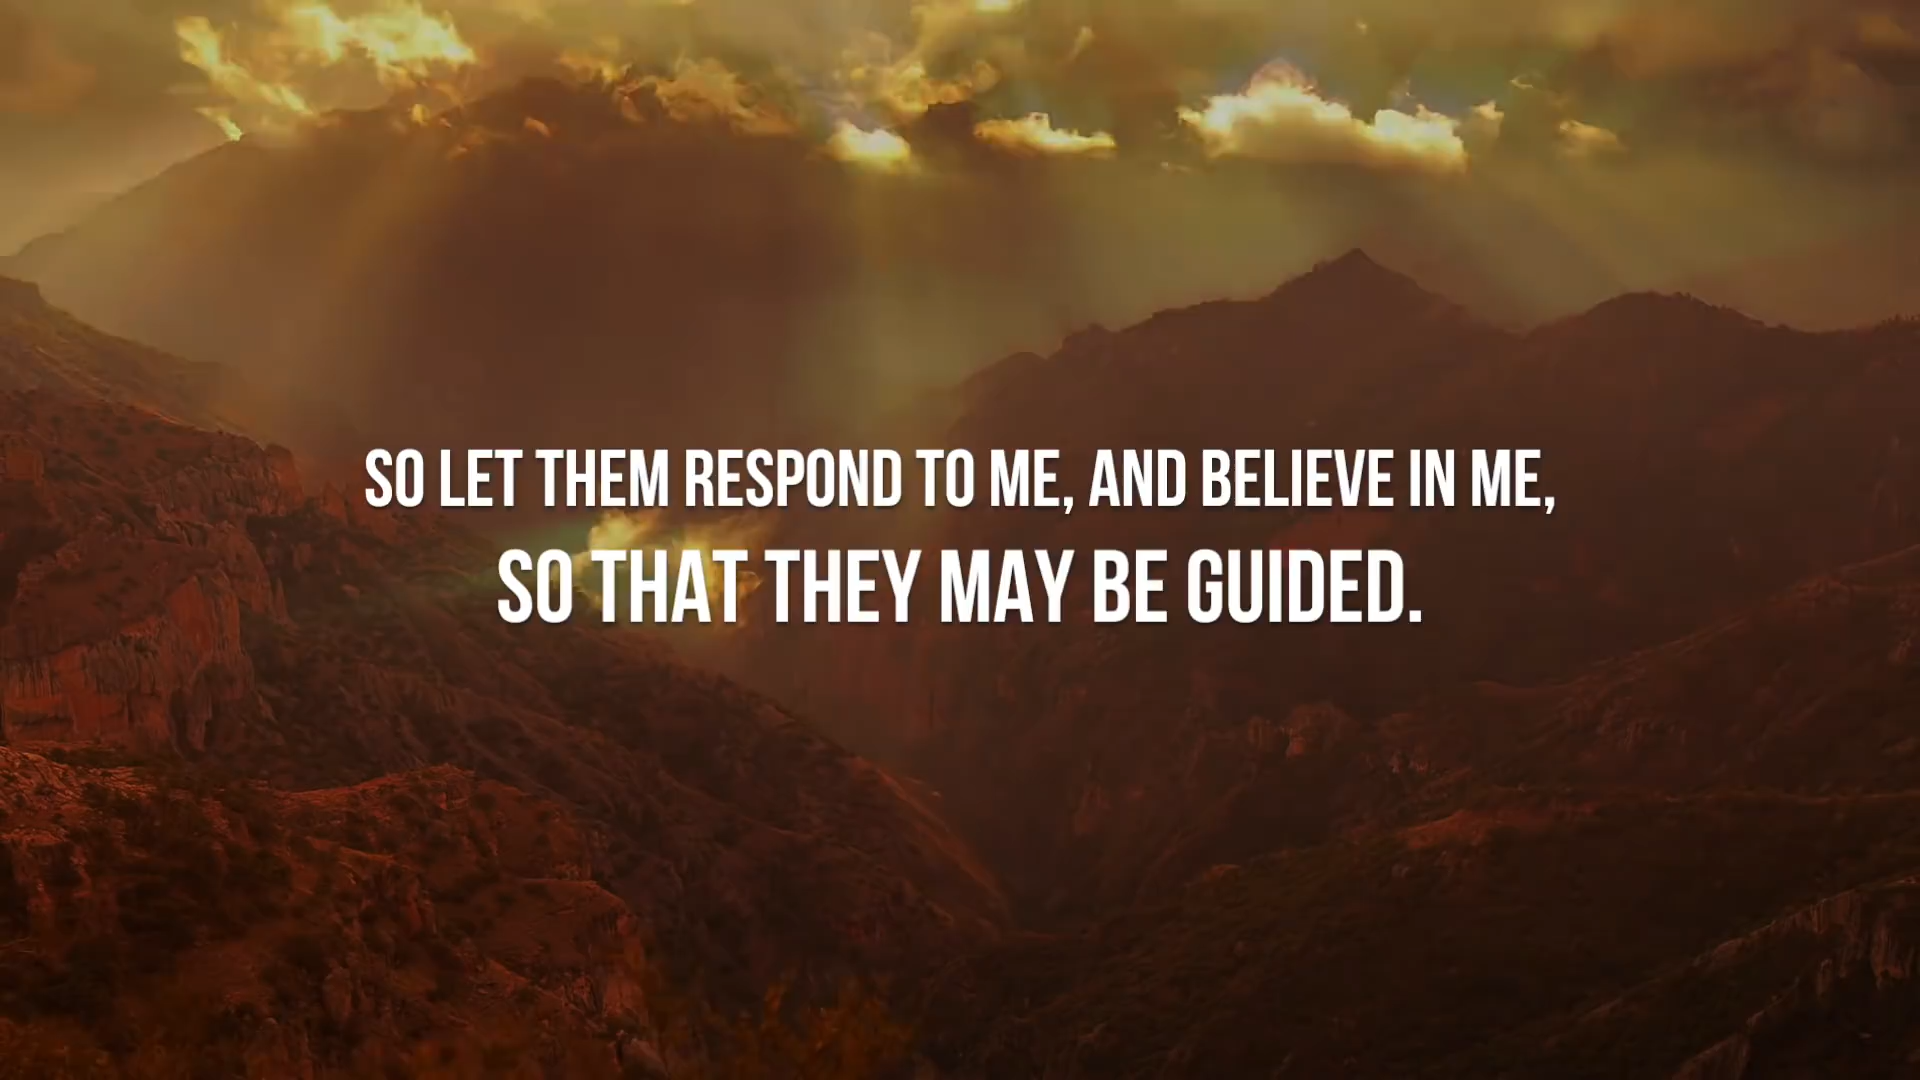 SO LET THEM RESPOND TO ME, AND BELIEVE IN ME,
SO THAT THEY MAY BE GUIDED.